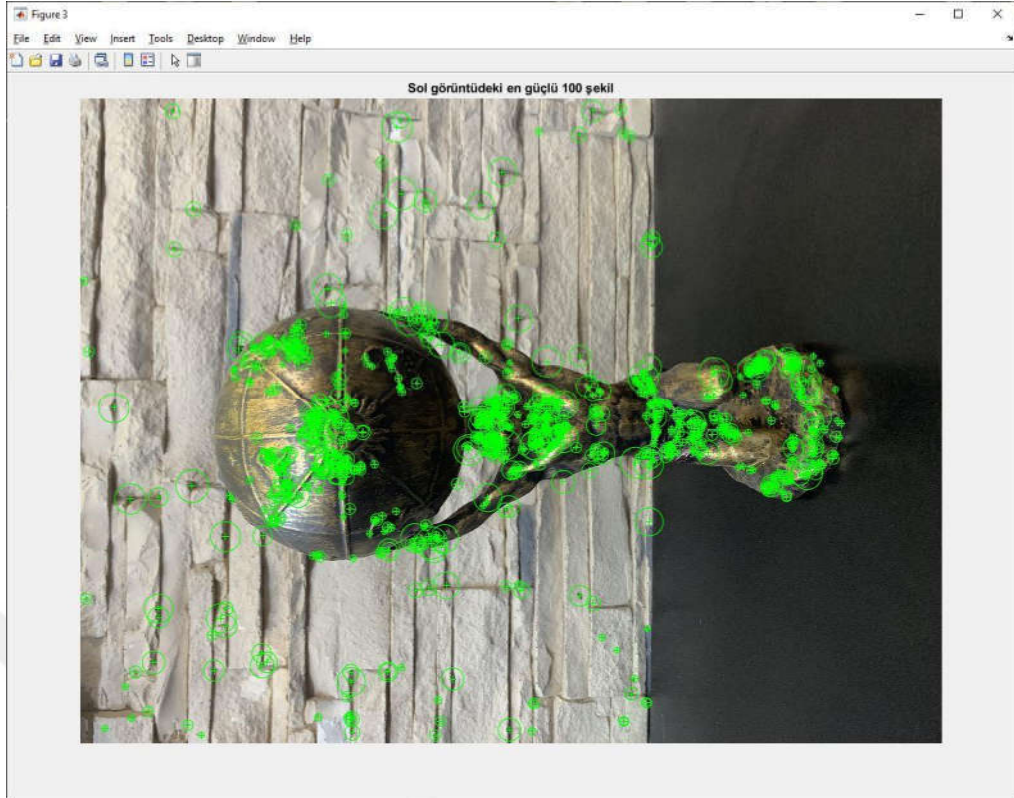 Figure 3
File Edit View Insert Tools Desktop Window Help
Sol görüntüdeki en güçlü 100 şekil